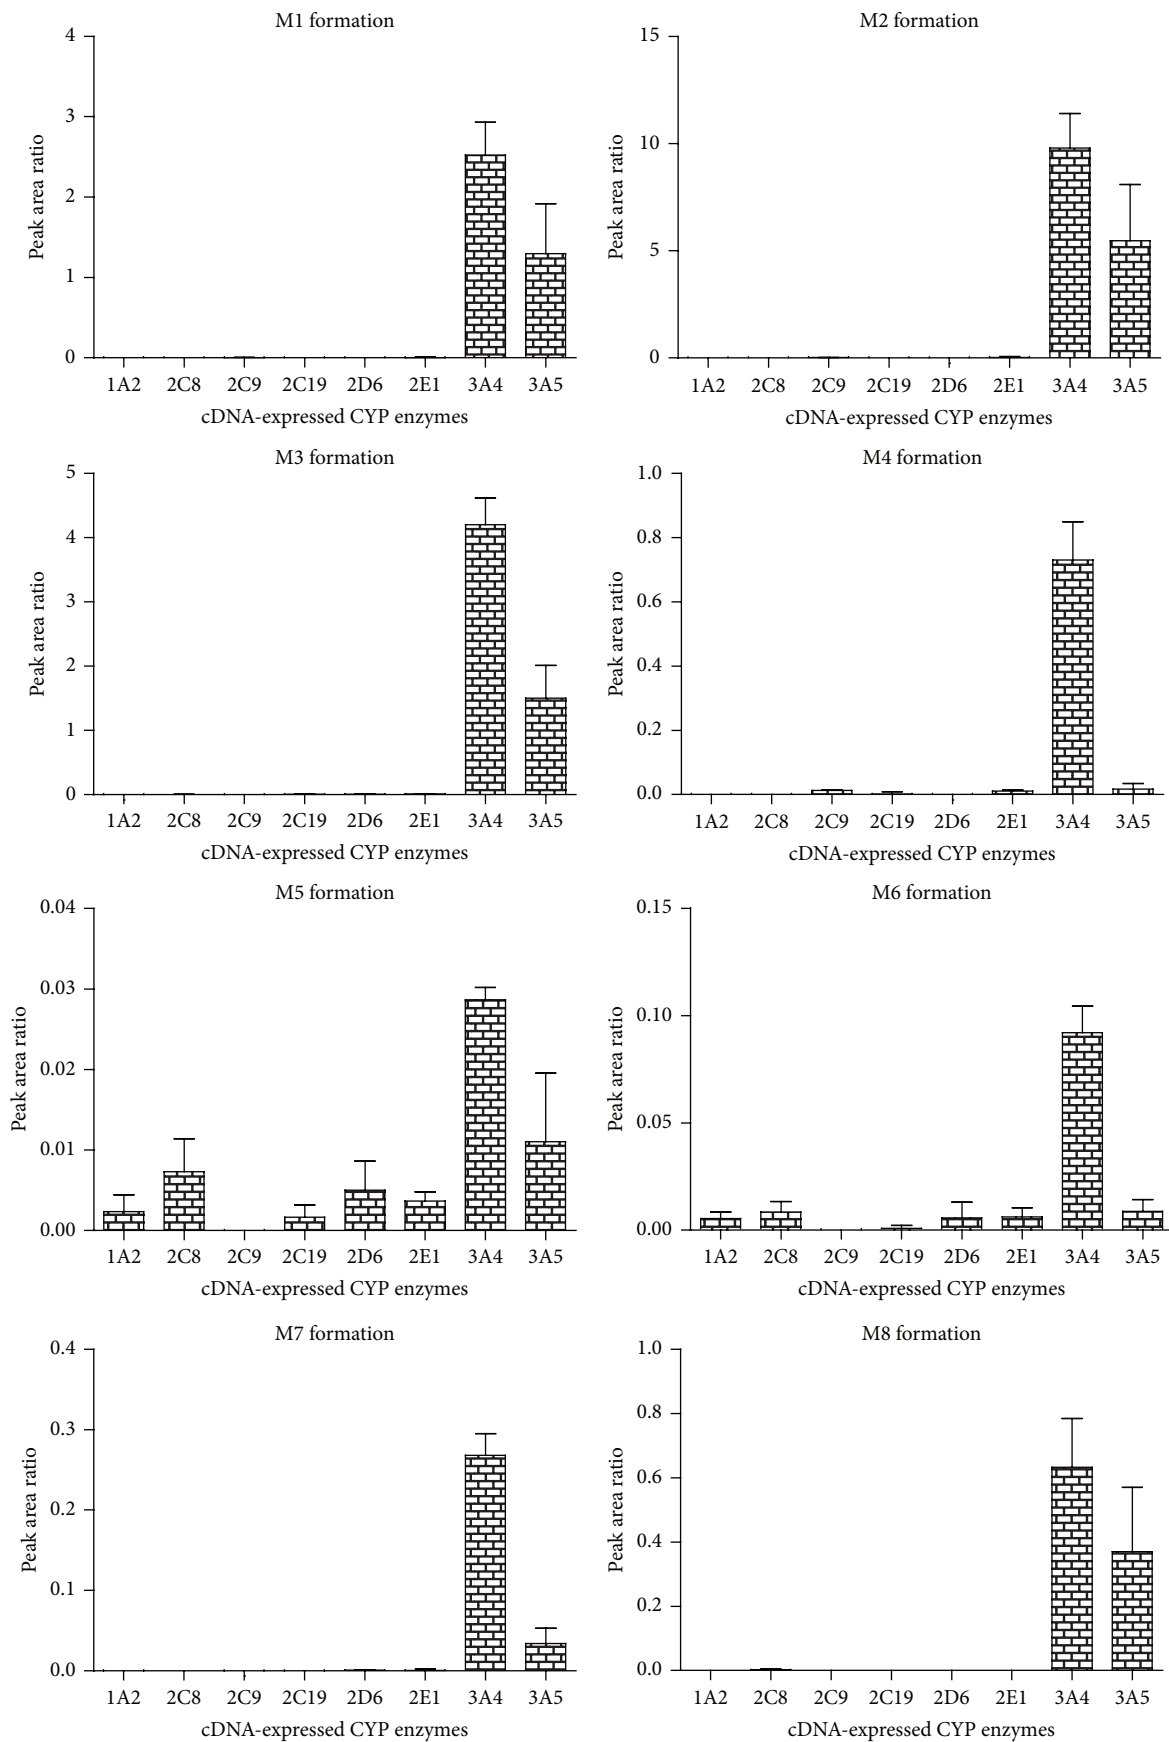 M1 formation
4
3
2
1
0
Peak area ratio
1A2 2C8 2C9 2C19 2D6 2E1 3A4 3A5
cDNA-expressed CYP enzymes
M2 formation
15
10
5
0
Peak area ratio
1A2 2C8 2C9 2C19 2D6 2E1 3A4 3A5
cDNA-expressed CYP enzymes
M3 formation
5
4
3
2
1
0
Peak area ratio
1A2 2C8 2C9 2C19 2D6 2E1 3A4 3A5
cDNA-expressed CYP enzymes
M4 formation
1.0
0.8
0.6
0.4
0.2
0.0
Peak area ratio
1A2 2C8 2C9 2C19 2D6 2E1 3A4 3A5
cDNA-expressed CYP enzymes
M5 formation
0.04
0.03
0.02
0.01
0.00
Peak area ratio
1A2 2C8 2C9 2C19 2D6 2E1 3A4 3A5
cDNA-expressed CYP enzymes
M6 formation
0.15
0.10
0.05
0.00
Peak area ratio
1A2 2C8 2C9 2C19 2D6 2E1 3A4 3A5
cDNA-expressed CYP enzymes
M7 formation
0.4
0.3
0.2
0.1
0.0
Peak area ratio
1A2 2C8 2C9 2C19 2D6 2E1 3A4 3A5
cDNA-expressed CYP enzymes
M8 formation
1.0
0.8
0.6
0.4
0.2
0.0
Peak area ratio
1A2 2C8 2C9 2C19 2D6 2E1 3A4 3A5
cDNA-expressed CYP enzymes